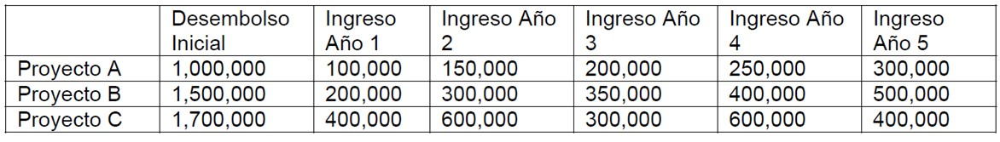 Desembolso Inicial Ingreso Año 1 Ingreso Año 2 Ingreso Año 3 Ingreso Año 4 Ingreso Año 5
Proyecto A 1,000,000 100,000 150,000 200,000 250,000 300,000
Proyecto B 1,500,000 200,000 300,000 350,000 400,000 500,000
Proyecto C 1,700,000 400,000 600,000 300,000 600,000 400,000